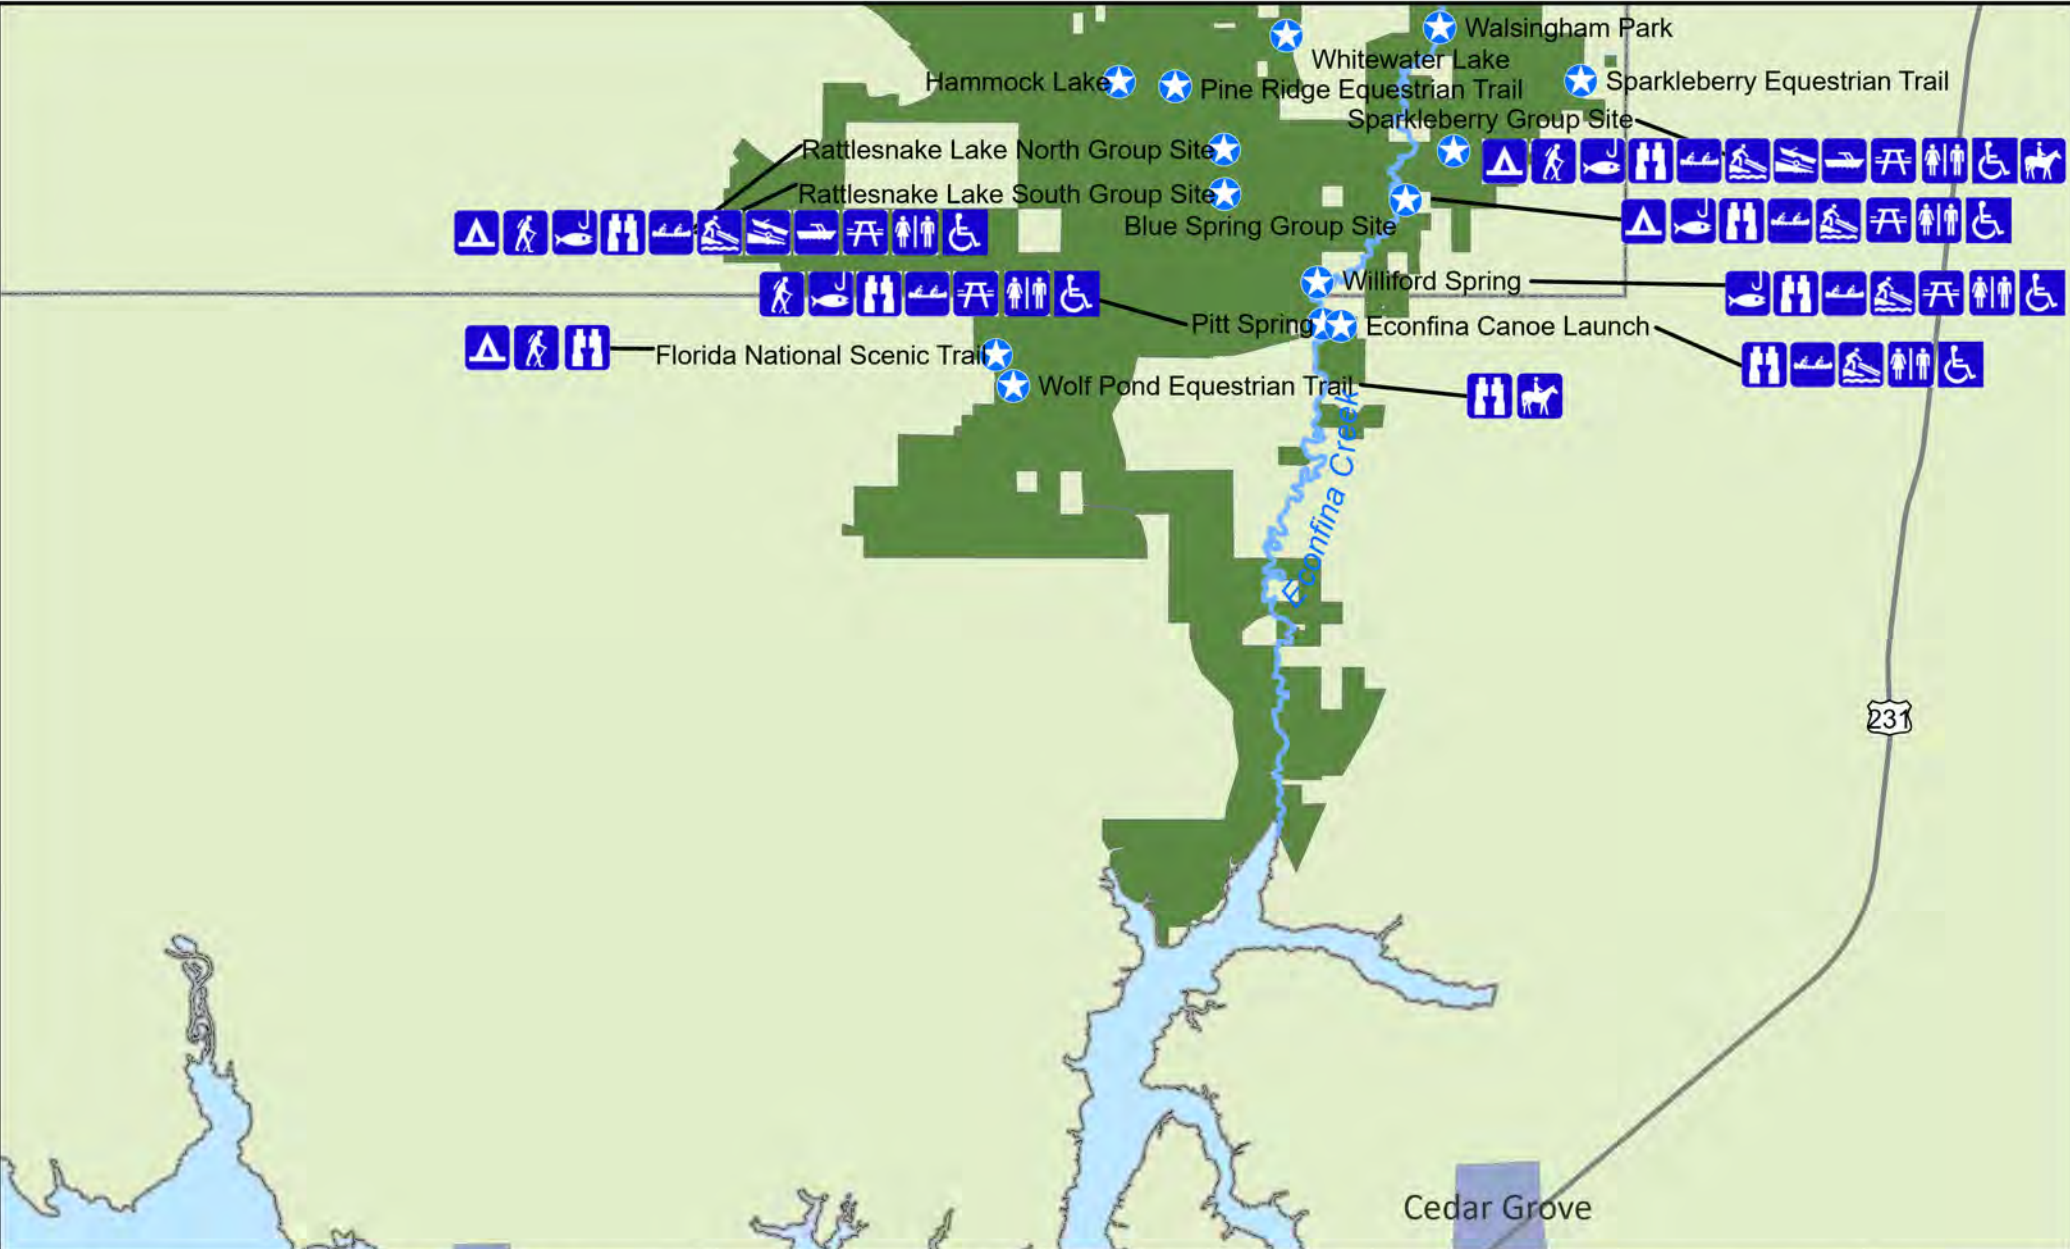 Walsingham Park
Whitewater Lake
Hammock Lake
Pine Ridge Equestrian Trail
Sparkleberry Equestrian Trail
Sparkleberry Group Site
Rattlesnake Lake North Group Site
Rattlesnake Lake South Group Site
Blue Spring Group Site
Williford Spring
Pitt Spring
Econfina Canoe Launch
Florida National Scenic Trail
Wolf Pond Equestrian Trail
Econfina Creek
231
Cedar Grove